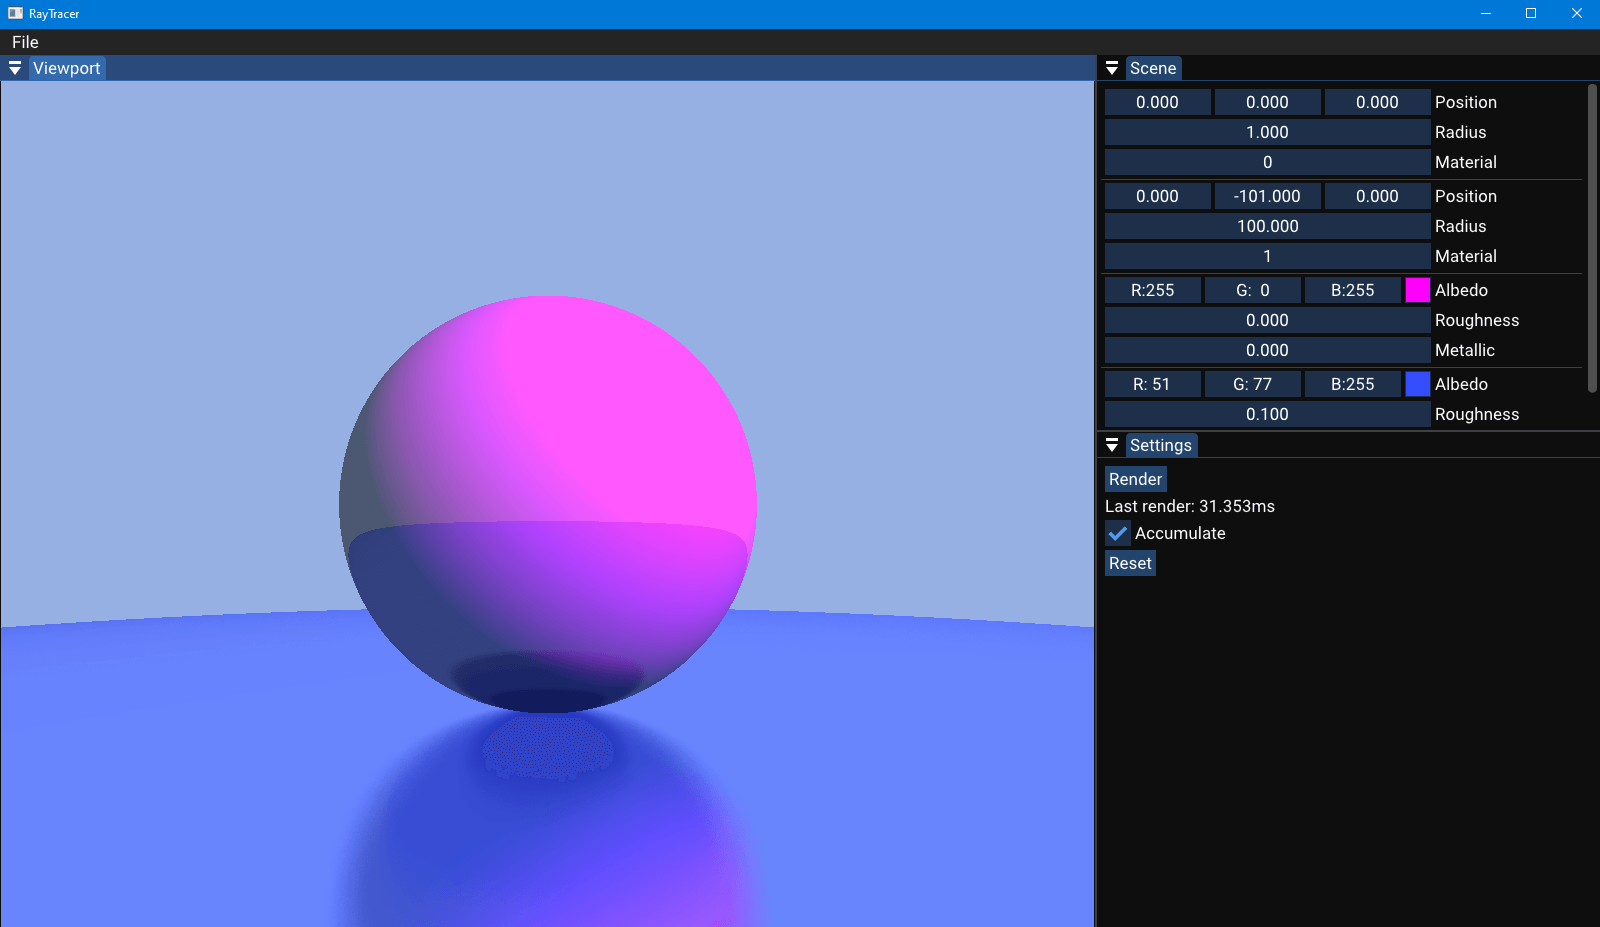 RayTracer
File
Viewport
Scene
0.000 0.000 0.000 Position
1.000 Radius
0 Material
0.000 -101.000 0.000 Position
100.000 Radius
1 Material
R:255 G: 0 B:255 Albedo
0.000 Roughness
0.000 Metallic
R: 51 G: 77 B:255 Albedo
0.100 Roughness
Settings
Render
Last render: 31.353ms
Accumulate
Reset